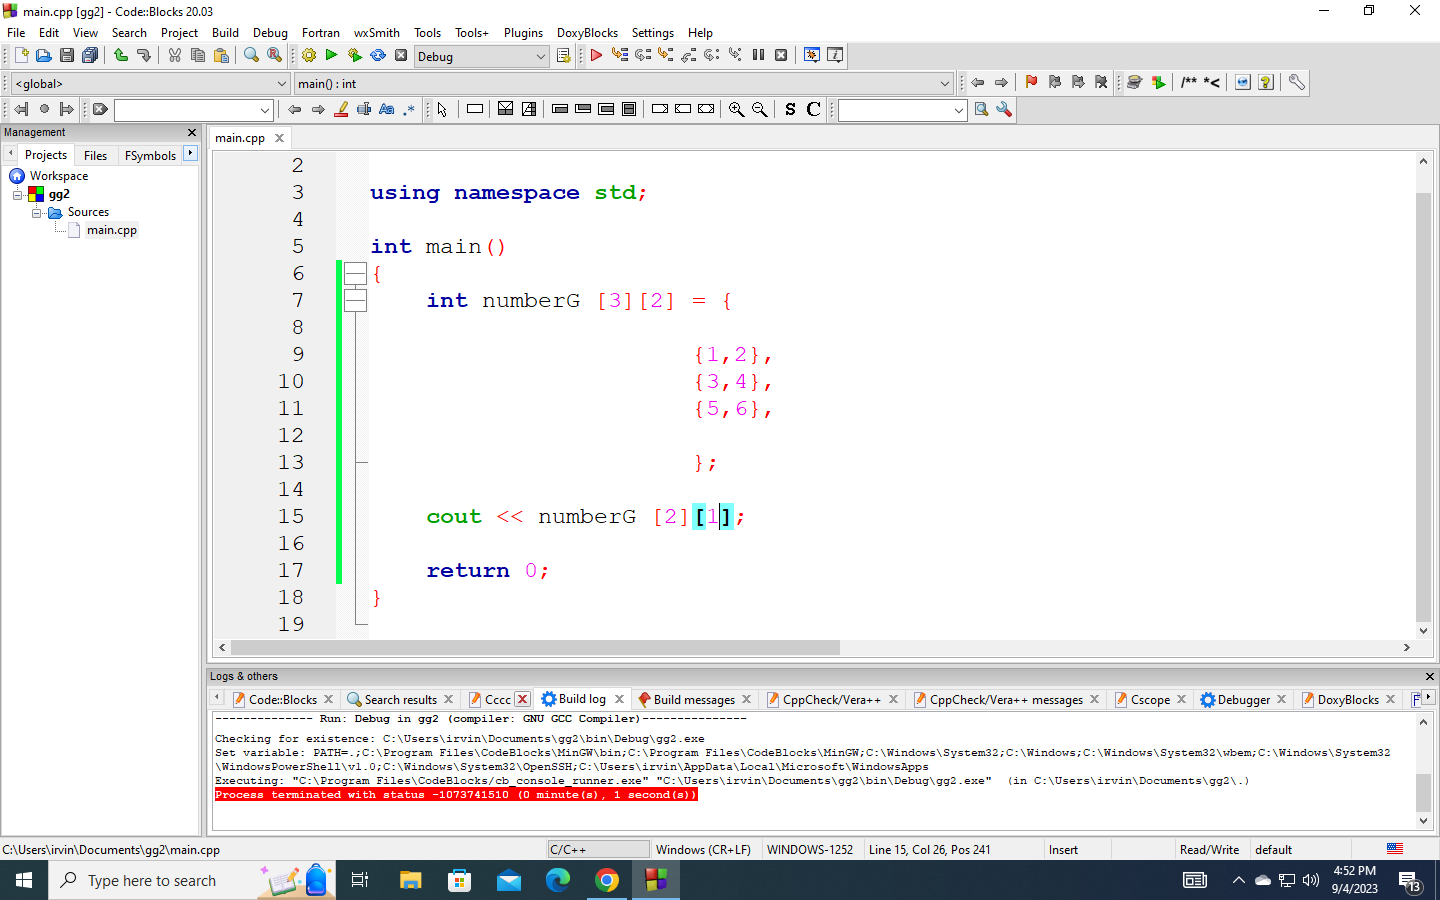 main.cpp [gg2] - Code::Blocks 20.03
File Edit View Search Project Build Debug Fortran wxSmith Tools Tools+ Plugins DoxyBlocks Settings Help
Debug
<global> main() : int /** *<
.* S C
Management
main.cpp
Projects Files FSymbols
Workspace
gg2
Sources
main.cpp
2
3 using namespace std;
4
5 int main()
6 {
7 int numberG [3][2] = {
8
9 {1,2},
10 {3,4},
11 {5,6},
12
13 };
14
15 cout << numberG [2][1];
16
17 return 0;
18 }
19
Logs & others
Code::Blocks Search results Cccc Build log Build messages CppCheck/Vera++ CppCheck/Vera++ messages Cscope Debugger DoxyBlocks F
-------------- Run: Debug in gg2 (compiler: GNU GCC Compiler)---------------
Checking for existence: C:\Users\irvin\Documents\gg2\bin\Debug\gg2.exe
Set variable: PATH=.;C:\Program Files\CodeBlocks\MinGW\bin;C:\Program Files\CodeBlocks\MinGW;C:\Windows\System32;C:\Windows;C:\Windows\System32\wbem;C:\Windows\System32
\WindowsPowerShell\v1.0;C:\Windows\System32\OpenSSH;C:\Users\irvin\AppData\Local\Microsoft\WindowsApps
Executing: "C:\Program Files\CodeBlocks/cb_console_runner.exe" "C:\Users\irvin\Documents\gg2\bin\Debug\gg2.exe" (in C:\Users\irvin\Documents\gg2\.)
Process terminated with status -1073741510 (0 minute(s), 1 second(s))
C:\Users\irvin\Documents\gg2\main.cpp C/C++ Windows (CR+LF) WINDOWS-1252 Line 15, Col 26, Pos 241 Insert Read/Write default
Type here to search
4:52 PM
9/4/2023
13